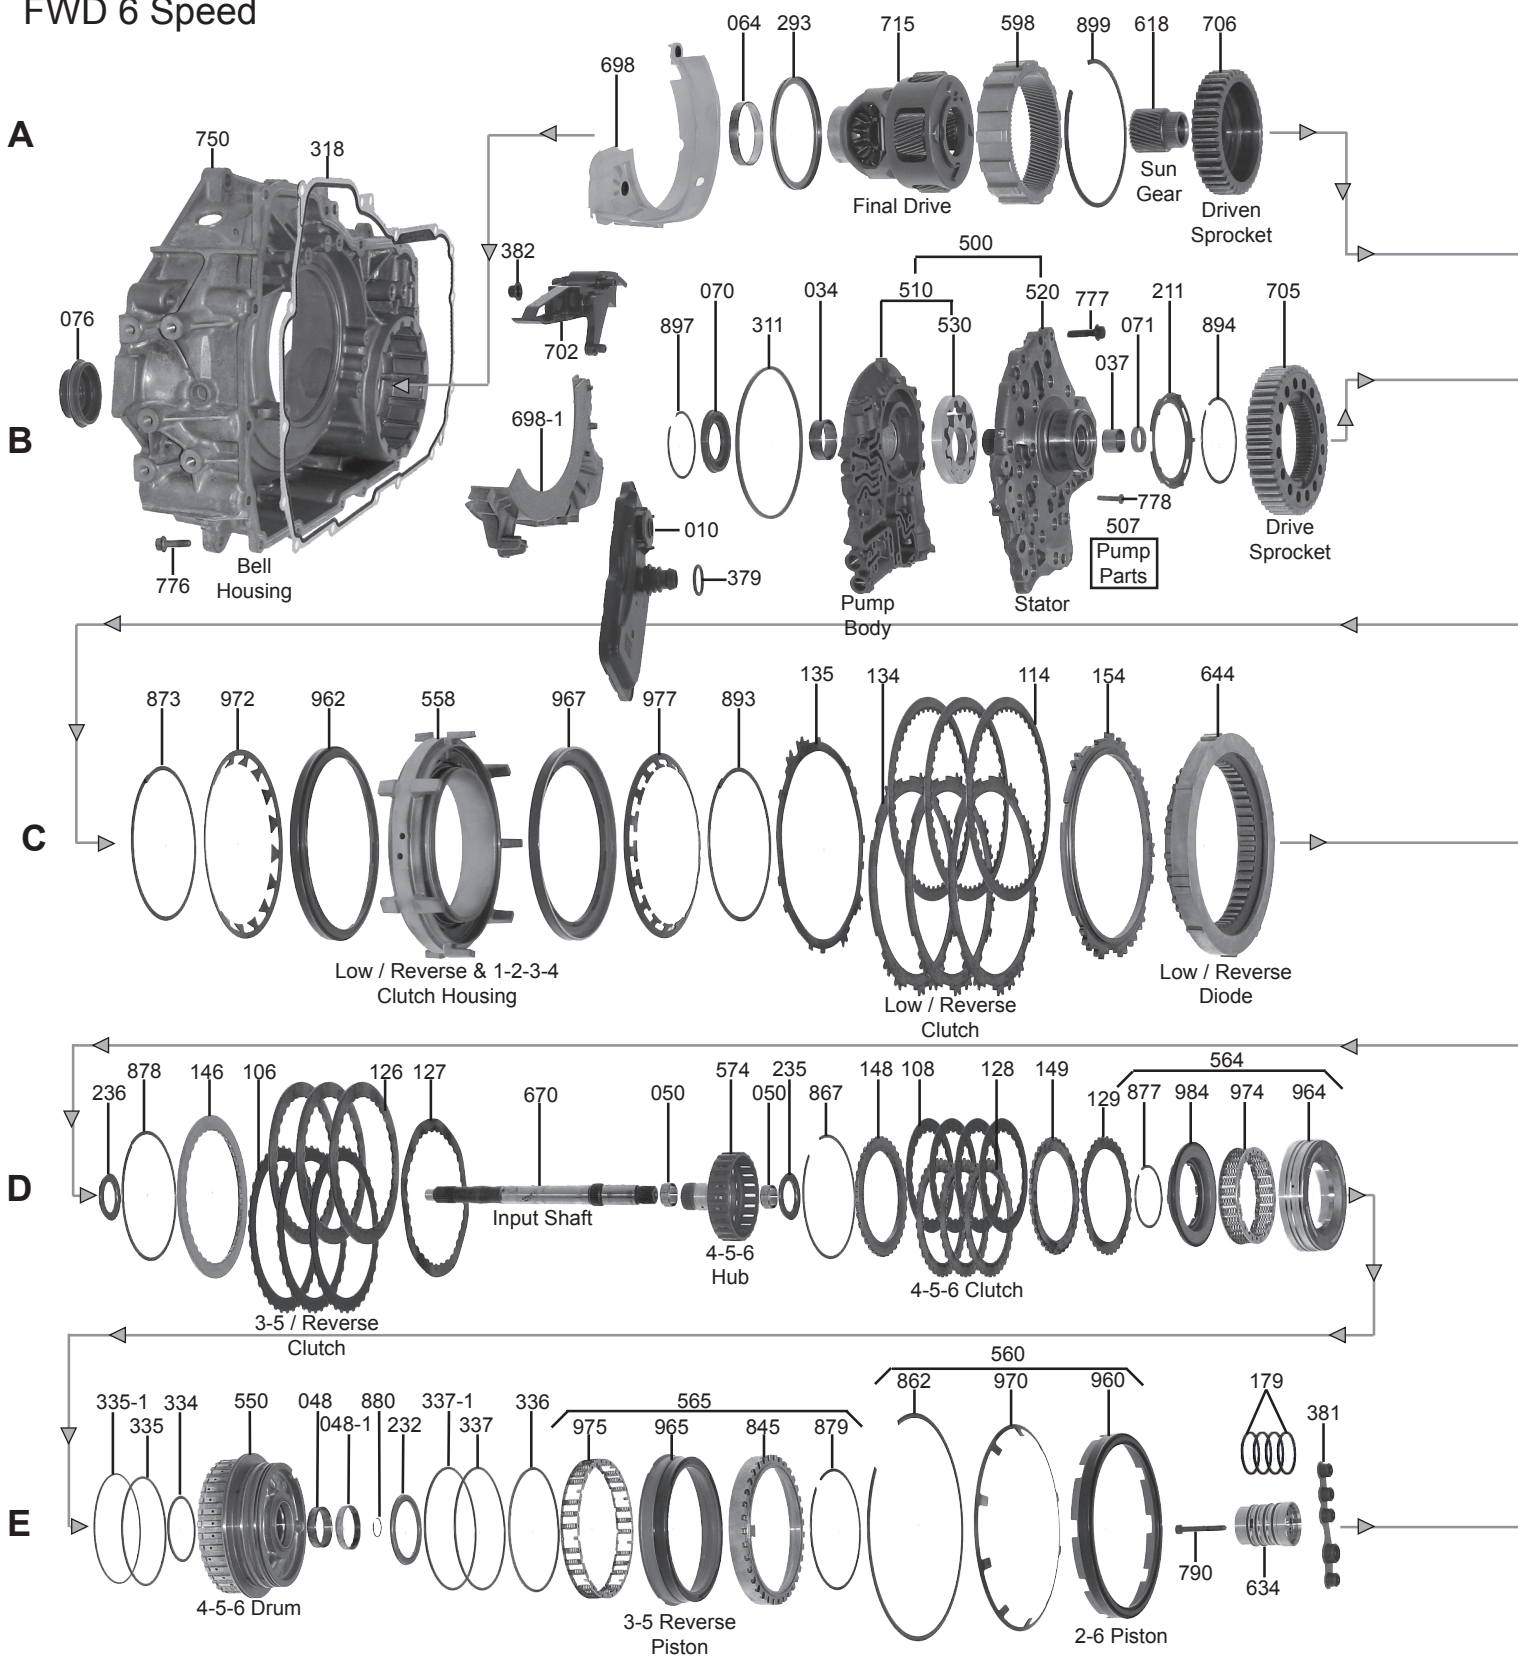 FWD 6 Speed
064 293 715 598 899 618 706
698
A
750 318
Sun
Gear
Final Drive
Driven
Sprocket
382
500
070 034 510 520 777 211 705
076 897 311 530 071 894
702
037
698-1
B
010
778
507
Pump
Parts
Drive
Sprocket
776
Bell
Housing
379
Pump
Body
Stator
873 972 962 558 967 977 893 135 134 114 154 644
C
Low / Reverse & 1-2-3-4
Clutch Housing
Low / Reverse
Clutch
Low / Reverse
Diode
564
236 878 146 106 126 127 670 050 574 235 050 867 148 108 128 149 129 877 984 974 964
D
Input Shaft
4-5-6
Hub
4-5-6 Clutch
3-5 / Reverse
Clutch
560
335-1 335 334 550 048 048-1 880 232 337-1 337 336 565 862 970 960 179 381
975 965 845 879
E
790 634
4-5-6 Drum
3-5 Reverse
Piston
2-6 Piston